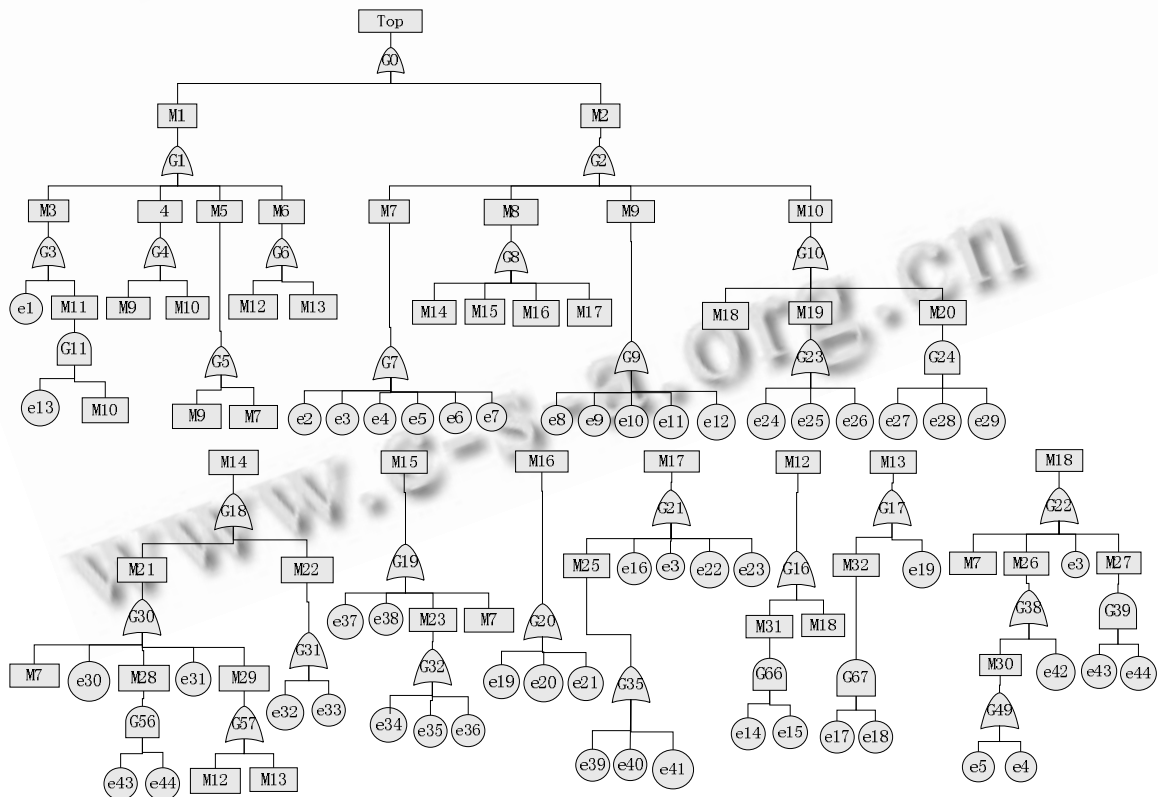 Top
G0
M1 M2
G1 G2
M3 4 M5 M6 M7 M8 M9 M10
G3 G4 G6 G8 G10
e1 M11 M9 M10 M12 M13 M14 M15 M16 M17 M18 M19 M20
G11 G5 G7 G9 G23 G24
e13 M10 M9 M7 e2 e3 e4 e5 e6 e7 e8 e9 e10 e11 e12 e24 e25 e26 e27 e28 e29
M14 M15 M16 M17 M12 M13 M18
G18 G21 G17 G22
M21 M22 G19 M25 e16 e3 e22 e23 G16 M32 e19 M7 M26 e3 M27
G30 e37 e38 M23 M7 G20 M31 M18 G38 G39
M7 e30 M28 e31 M29 G31 G32 e19 e20 e21 G35 G66 G67 M30 e42 e43 e44
G56 G57 e32 e33 e34 e35 e36 e14 e15 e17 e18 G49
e43 e44 M12 M13 e39 e40 e41 e5 e4
www.c-s-a.org.cn